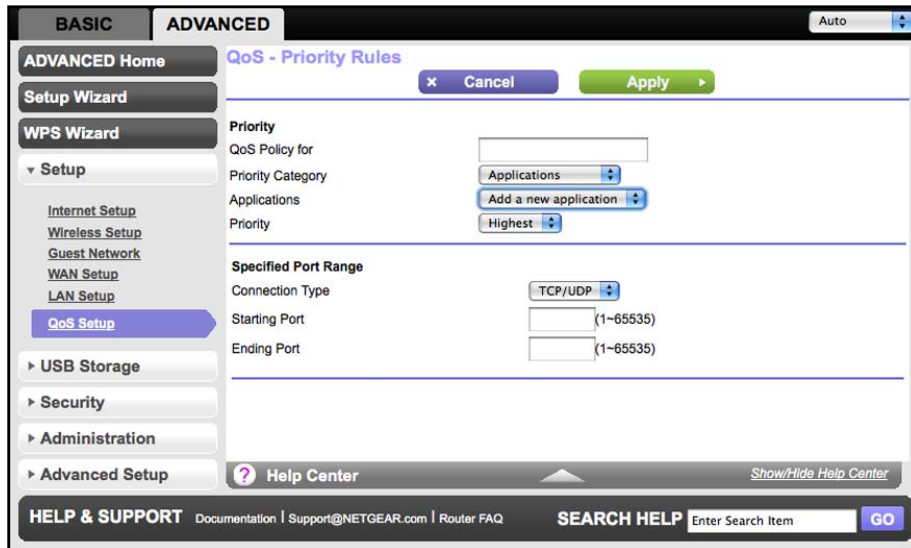 BASIC
ADVANCED
Auto
ADVANCED Home
Setup Wizard
WPS Wizard
Setup
Internet Setup
Wireless Setup
Guest Network
WAN Setup
LAN Setup
QoS Setup
USB Storage
Security
Administration
Advanced Setup
QoS - Priority Rules
× Cancel
Apply
Priority
QoS Policy for
Priority Category Applications
Applications Add a new application
Priority Highest
Specified Port Range
Connection Type TCP/UDP
Starting Port (1~65535)
Ending Port (1~65535)
? Help Center
Show/Hide Help Center
HELP & SUPPORT Documentation | Support@NETGEAR.com | Router FAQ
SEARCH HELP Enter Search Item GO